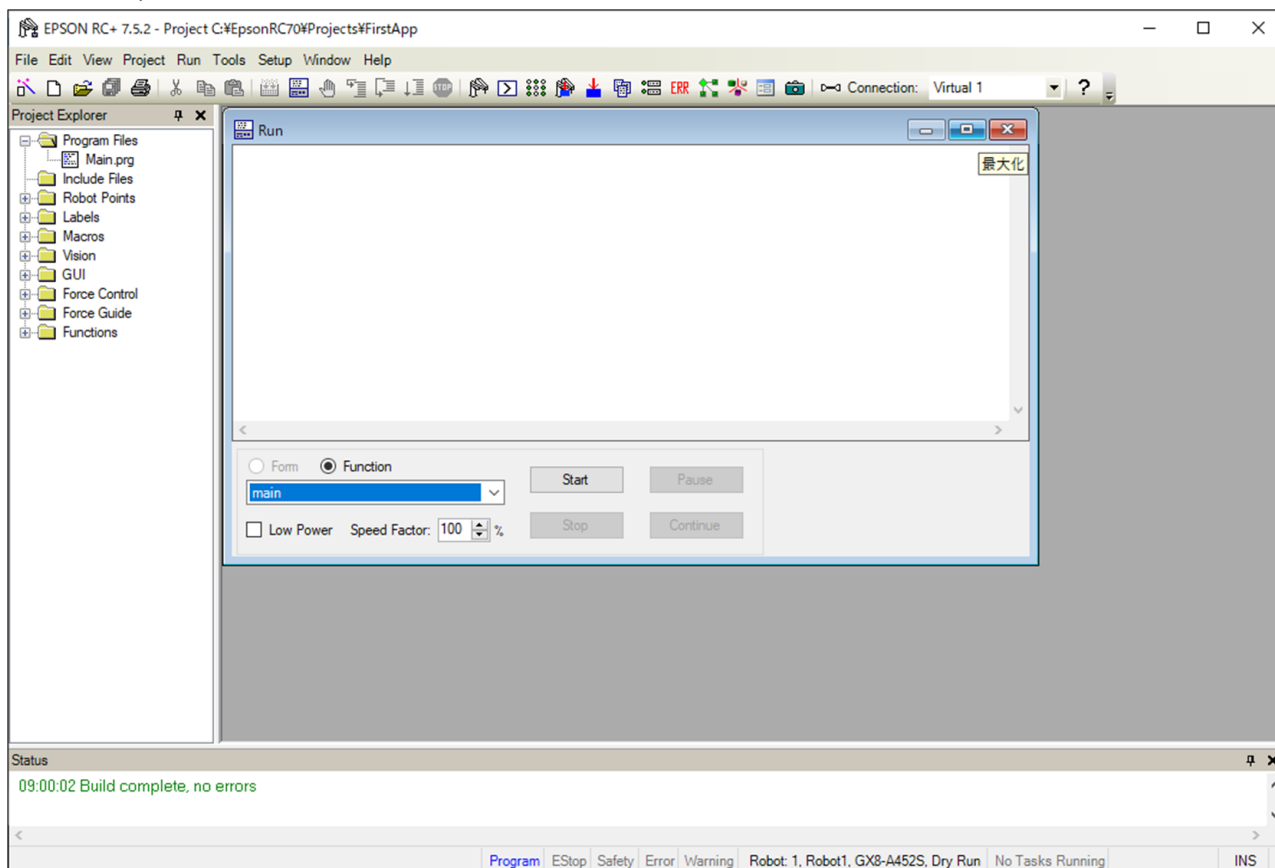 EPSON RC+ 7.5.2 - Project C:¥EpsonRC70¥Projects¥FirstApp
File Edit View Project Run Tools Setup Window Help
STOP ERR Connection: Virtual 1 ?
Project Explorer
Program Files
Main.prg
Include Files
Robot Points
Labels
Macros
Vision
GUI
Force Control
Force Guide
Functions
Run
最大化
Form Function
main
Start Pause
Low Power Speed Factor: 100 %
Stop Continue
Status
09:00:02 Build complete, no errors
Program EStop Safety Error Warning Robot: 1, Robot1, GX8-A452S, Dry Run No Tasks Running INS